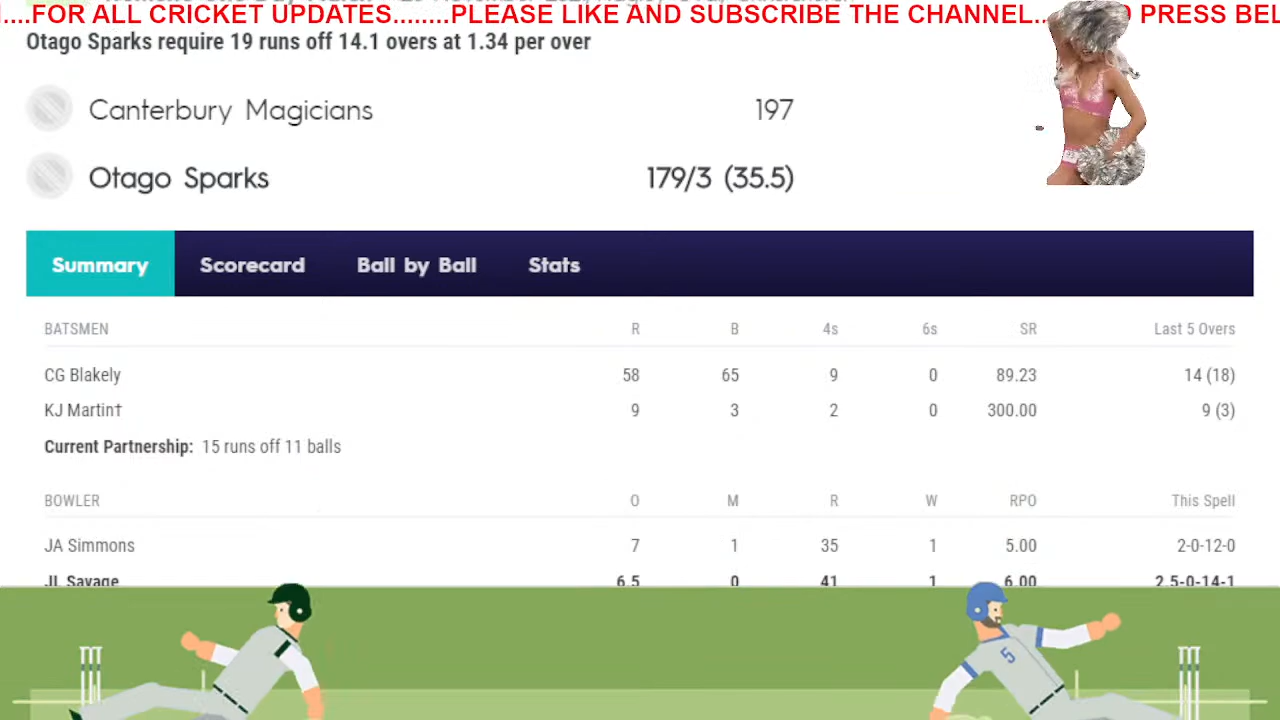 ....FOR ALL CRICKET UPDATES........PLEASE LIKE AND SUBSCRIBE THE CHANNEL... PRESS BEL
Otago Sparks require 19 runs off 14.1 overs at 1.34 per over
Canterbury Magicians 197
Otago Sparks 179/3 (35.5)
Summary Scorecard Ball by Ball Stats
BATSMEN R B 4s 6s SR Last 5 Overs
CG Blakely 58 65 9 0 89.23 14 (18)
KJ Martin† 9 3 2 0 300.00 9 (3)
Current Partnership: 15 runs off 11 balls
BOWLER O M R W RPO This Spell
JA Simmons 7 1 35 1 5.00 2-0-12-0
JL Savage 6.5 0 41 1 6.00 2.5-0-14-1
5